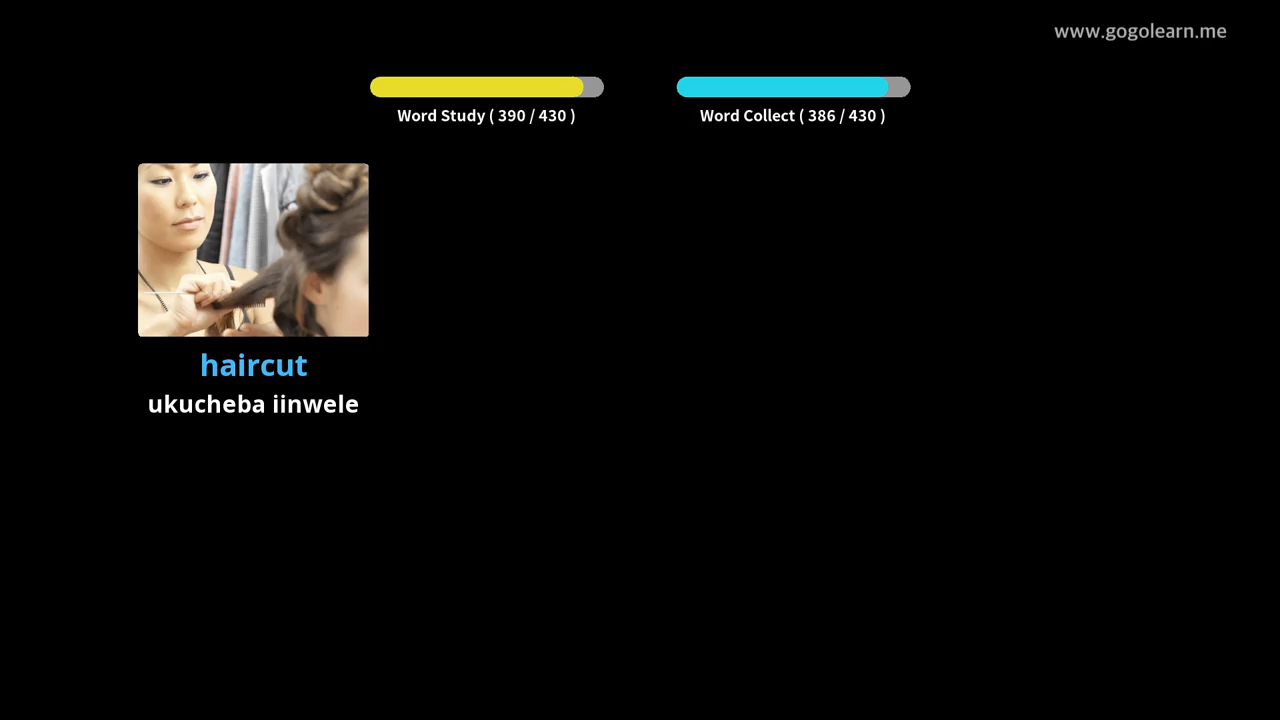 www.gogolearn.me
Word Study ( 390 / 430 )
Word Collect ( 386 / 430 )
haircut
ukucheba iinwele